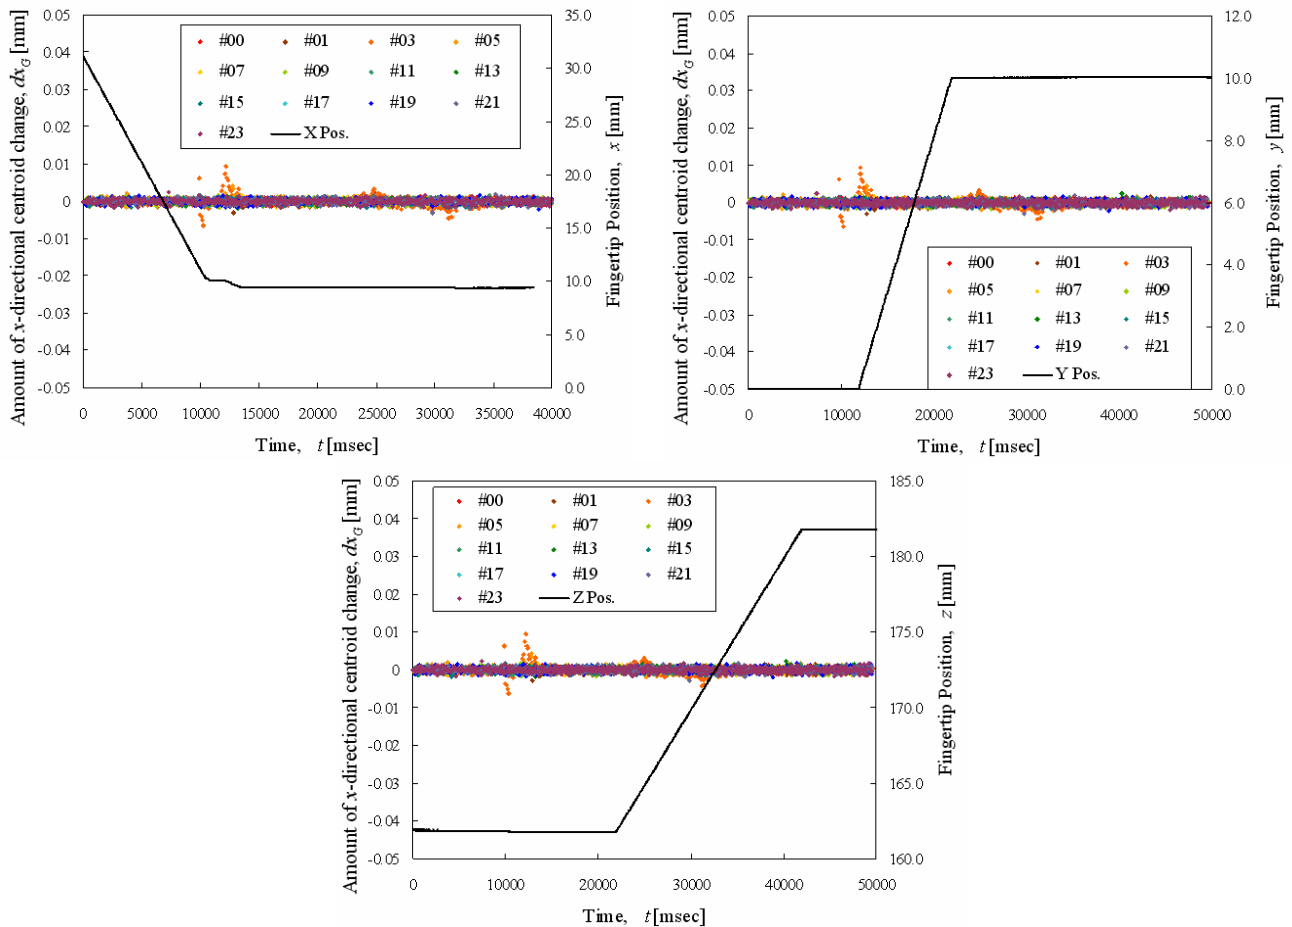 Amount of x-directional centroid change, dxG [mm]
0.05
0.04
0.03
0.02
0.01
0
-0.01
-0.02
-0.03
-0.04
-0.05
#00 #01 #03 #05
#07 #09 #11 #13
#15 #17 #19 #21
#23 X Pos.
35.0
30.0
25.0
20.0
15.0
10.0
5.0
0.0
Fingertip Position, x [mm]
0 5000 10000 15000 20000 25000 30000 35000 40000
Time, t [msec]
Amount of x-directional centroid change, dxG [mm]
0.05
0.04
0.03
0.02
0.01
0
-0.01
-0.02
-0.03
-0.04
-0.05
#00 #01 #03
#05 #07 #09
#11 #13 #15
#17 #19 #21
#23 Y Pos.
12.0
10.0
8.0
6.0
4.0
2.0
0.0
Fingertip Position, y [mm]
0 10000 20000 30000 40000 50000
Time, t [msec]
Amount of x-directional centroid change, dxG [mm]
0.05
0.04
0.03
0.02
0.01
0
-0.01
-0.02
-0.03
-0.04
-0.05
#00 #01 #03
#05 #07 #09
#11 #13 #15
#17 #19 #21
#23 Z Pos.
185.0
180.0
175.0
170.0
165.0
160.0
Fingertip Position, z [mm]
0 10000 20000 30000 40000 50000
Time, t [msec]